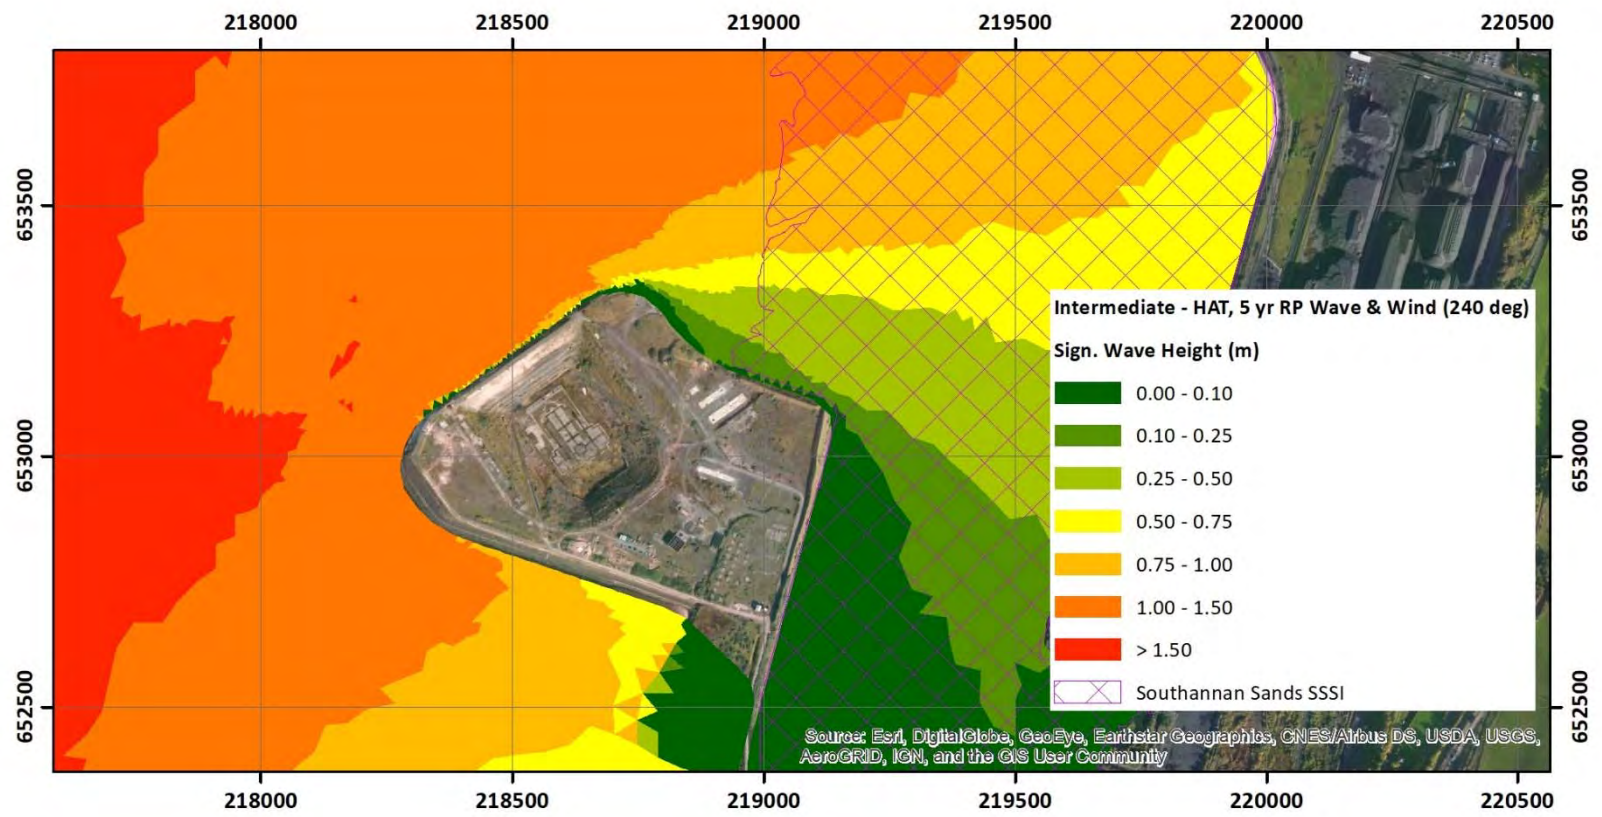 218000 218500 219000 219500 220000 220500
653500 653500
Intermediate - HAT, 5 yr RP Wave & Wind (240 deg)
Sign. Wave Height (m)
0.00 - 0.10
0.10 - 0.25
653000 653000
0.25 - 0.50
0.50 - 0.75
0.75 - 1.00
1.00 - 1.50
> 1.50
Southannan Sands SSSI
652500 652500
Source: Esri, DigitalGlobe, GeoEye, Earthstar Geographics, CNES/Airbus DS, USDA, USGS,
AeroGRID, IGN, and the GIS User Community
218000 218500 219000 219500 220000 220500